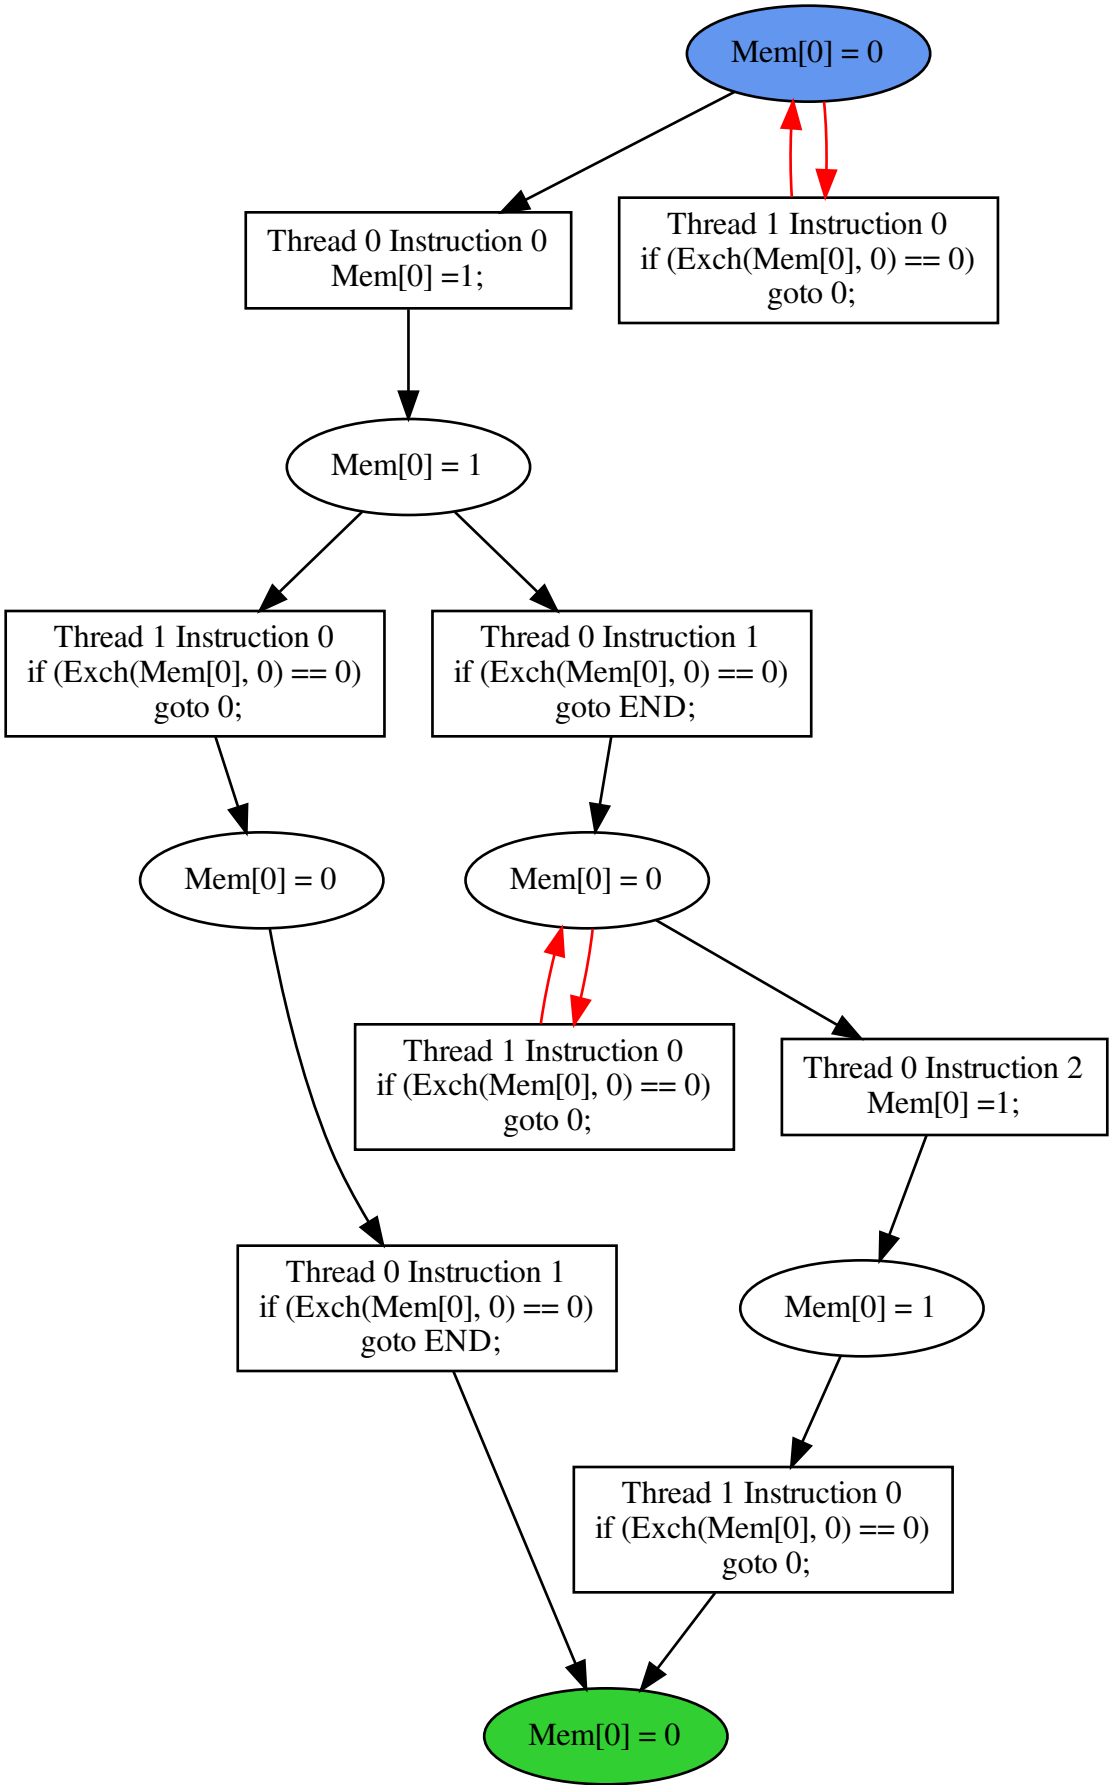 Mem[0] = 0
Thread 0 Instruction 0
Mem[0] =1;
Thread 1 Instruction 0
if (Exch(Mem[0], 0) == 0)
goto 0;
Mem[0] = 1
Thread 1 Instruction 0
if (Exch(Mem[0], 0) == 0)
goto 0;
Thread 0 Instruction 1
if (Exch(Mem[0], 0) == 0)
goto END;
Mem[0] = 0
Mem[0] = 0
Thread 1 Instruction 0
if (Exch(Mem[0], 0) == 0)
goto 0;
Thread 0 Instruction 2
Mem[0] =1;
Thread 0 Instruction 1
if (Exch(Mem[0], 0) == 0)
goto END;
Mem[0] = 1
Thread 1 Instruction 0
if (Exch(Mem[0], 0) == 0)
goto 0;
Mem[0] = 0